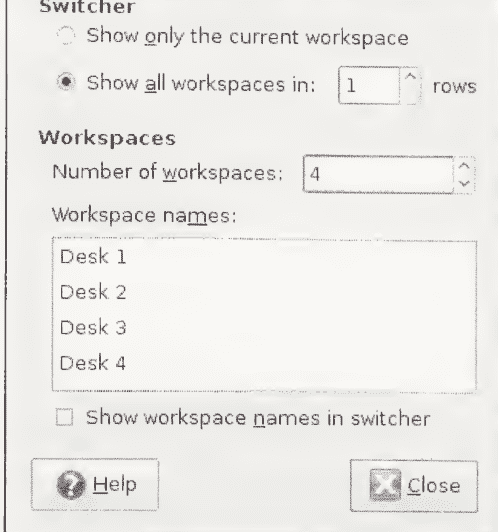 Switcher
Show only the current workspace
Show all workspaces in: 1 rows
Workspaces
Number of workspaces: 4
Workspace names:
Desk 1
Desk 2
Desk 3
Desk 4
Show workspace names in switcher
Help Close